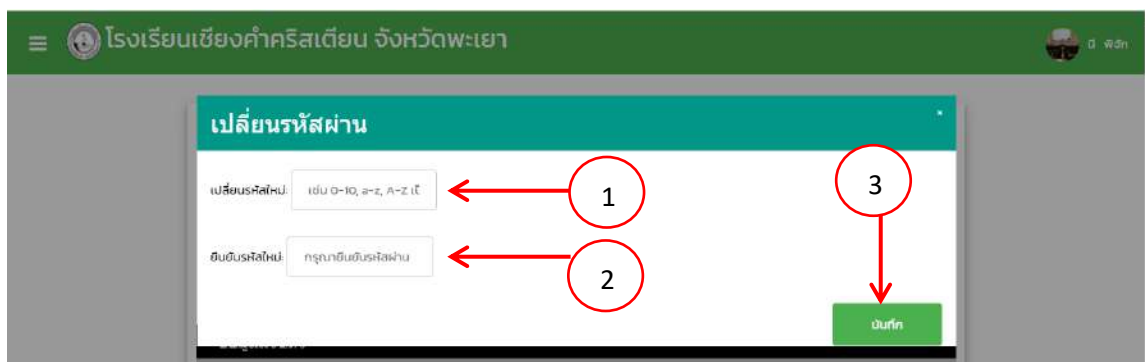 โรงเรียนเชียงคำคริสเตียน จังหวัดพะเยา
เปลี่ยนรหัสผ่าน
เปลี่ยนรหัสใหม่: เช่น 0-10, a-z, A-Z เ
1
3
ยืนยันรหัสใหม่: กรุณายืนยันรหัสผ่าน
2
บันทึก